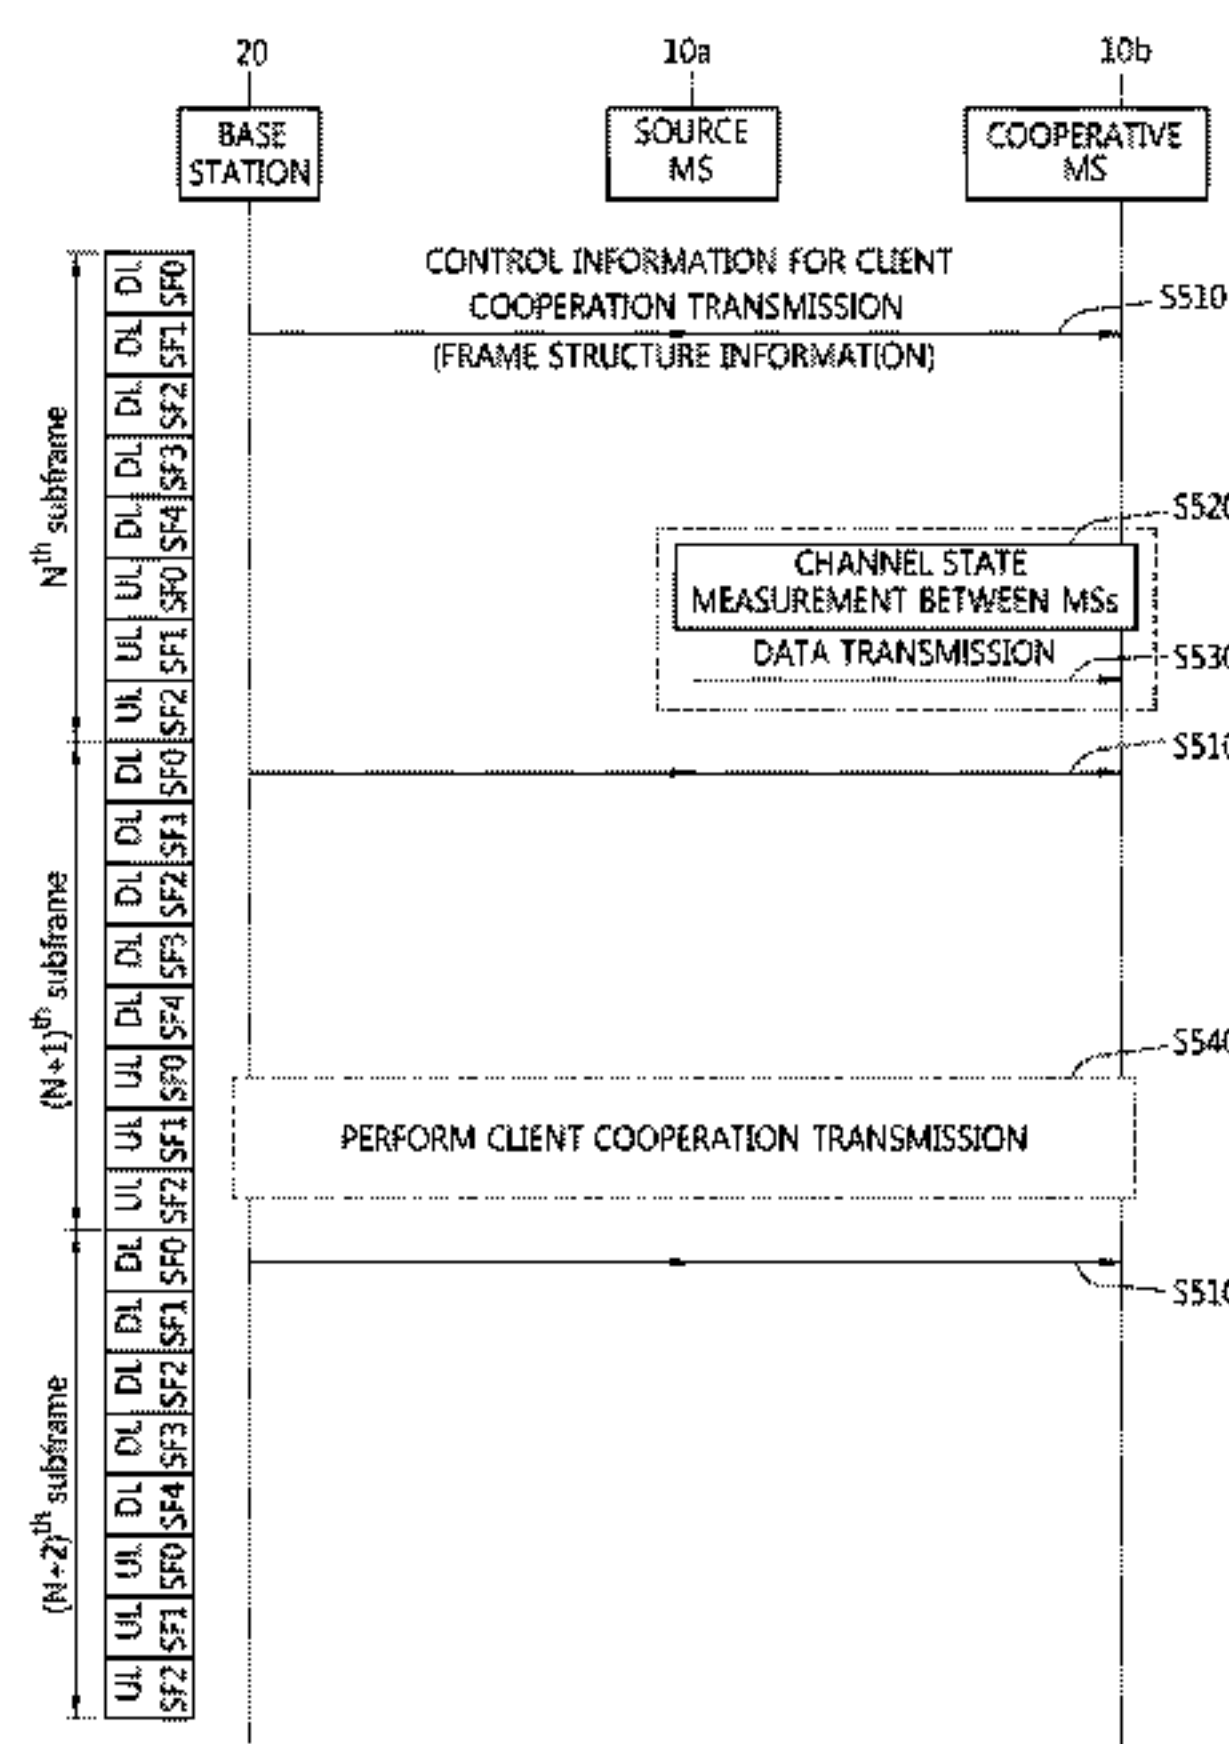 20
10a
10b
BASE
STATION
SOURCE
MS
COOPERATIVE
MS
CONTROL INFORMATION FOR CLIENT
COOPERATION TRANSMISSION
(FRAME STRUCTURE INFORMATION)
S510
CHANNEL STATE
MEASUREMENT BETWEEN MSs
S520
DATA TRANSMISSION
S530
S510
S540
PERFORM CLIENT COOPERATION TRANSMISSION
S510
Nth subframe
DL SF0
DL SF1
DL SF2
DL SF3
DL SF4
UL SF0
UL SF1
UL SF2
(N+1)th subframe
DL SF0
DL SF1
DL SF2
DL SF3
DL SF4
UL SF0
UL SF1
UL SF2
(N+2)th subframe
DL SF0
DL SF1
DL SF2
DL SF3
DL SF4
UL SF0
UL SF1
UL SF2